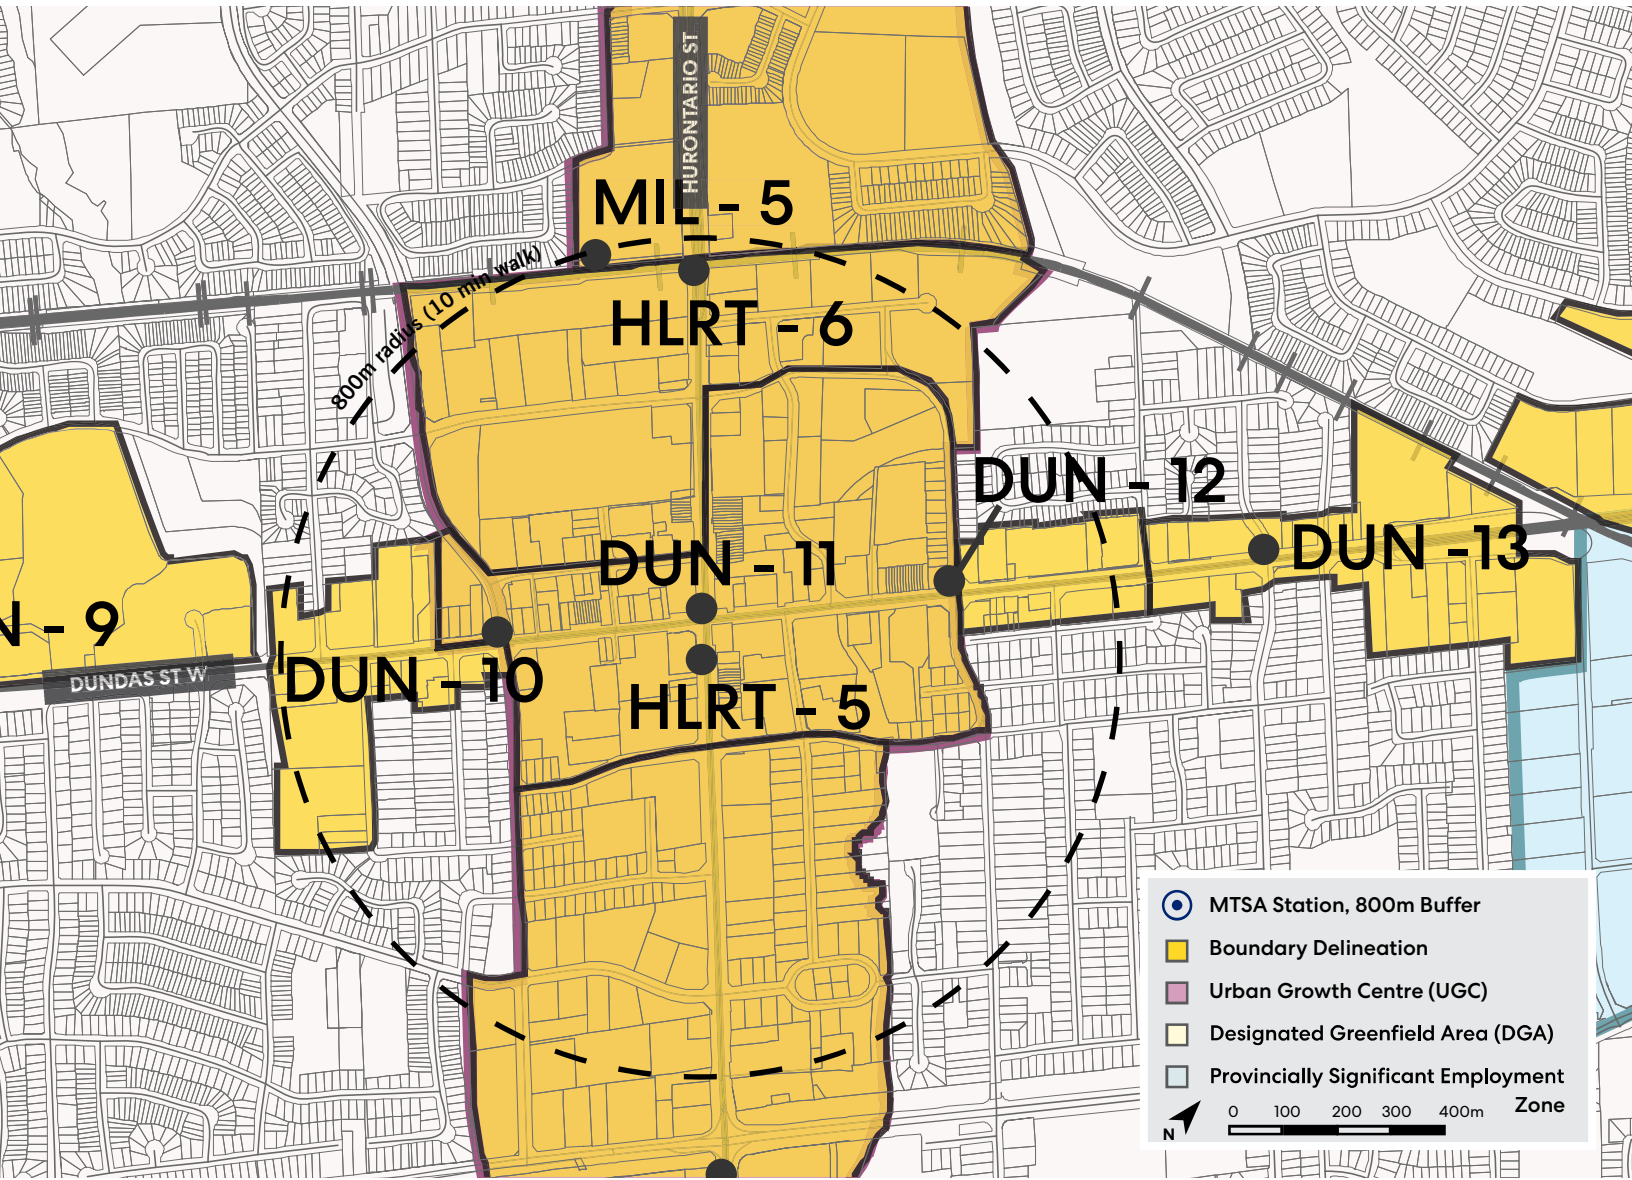 HURONTARIO ST
MIL - 5
800m radius (10 min walk)
HLRT - 6
DUN - 12
DUN - 11
DUN -13
N - 9
DUNDAS ST W
DUN - 10
HLRT - 5
MTSA Station, 800m Buffer
Boundary Delineation
Urban Growth Centre (UGC)
Designated Greenfield Area (DGA)
Provincially Significant Employment
Zone
N
0 100 200 300 400m